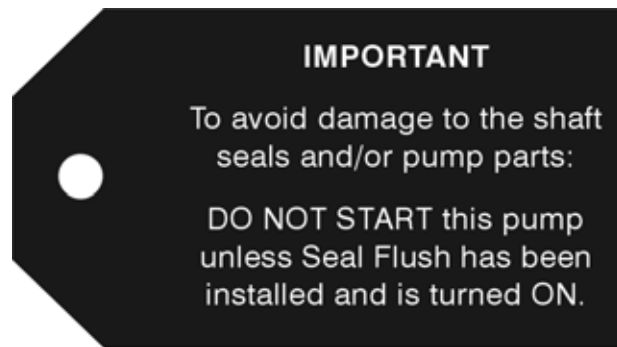 IMPORTANT
To avoid damage to the shaft
seals and/or pump parts:
DO NOT START this pump
unless Seal Flush has been
installed and is turned ON.